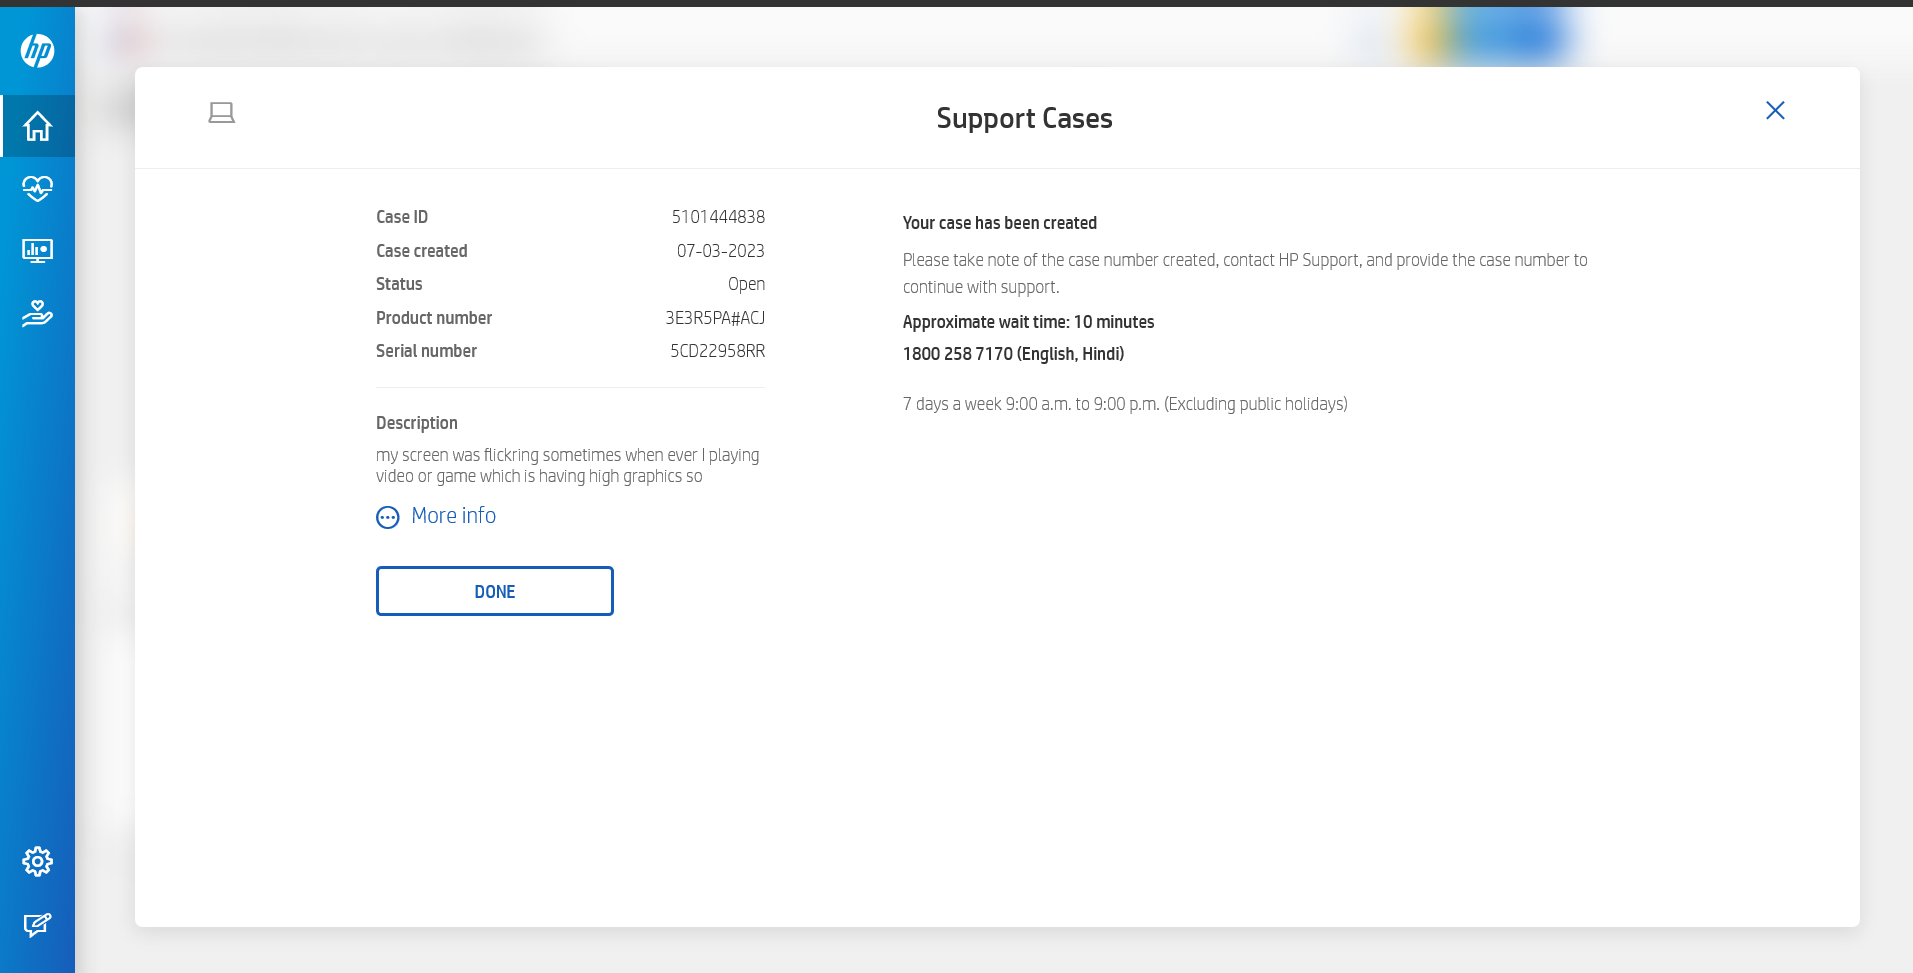 hp
Support Cases
Case ID 5101444838
Case created 07-03-2023
Status Open
Product number 3E3R5PA#ACJ
Serial number 5CD22958RR
Description
my screen was flickring sometimes when ever I playing
video or game which is having high graphics so
More info
DONE
Your case has been created
Please take note of the case number created, contact HP Support, and provide the case number to
continue with support.
Approximate wait time: 10 minutes
1800 258 7170 (English, Hindi)
7 days a week 9:00 a.m. to 9:00 p.m. (Excluding public holidays)